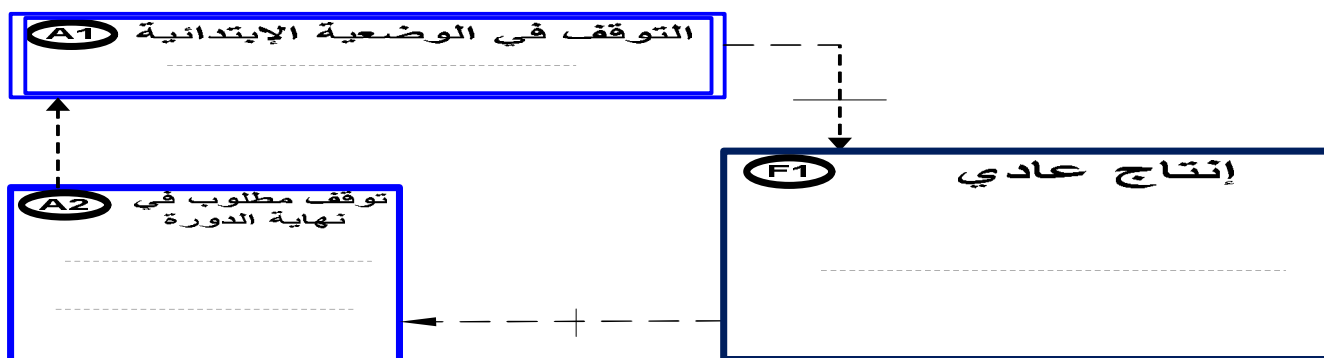 A1 التوقف في الوضعية الإبتدائية
F1 إنتاج عادي
A2 توقف مطلوب في
نهاية الدورة